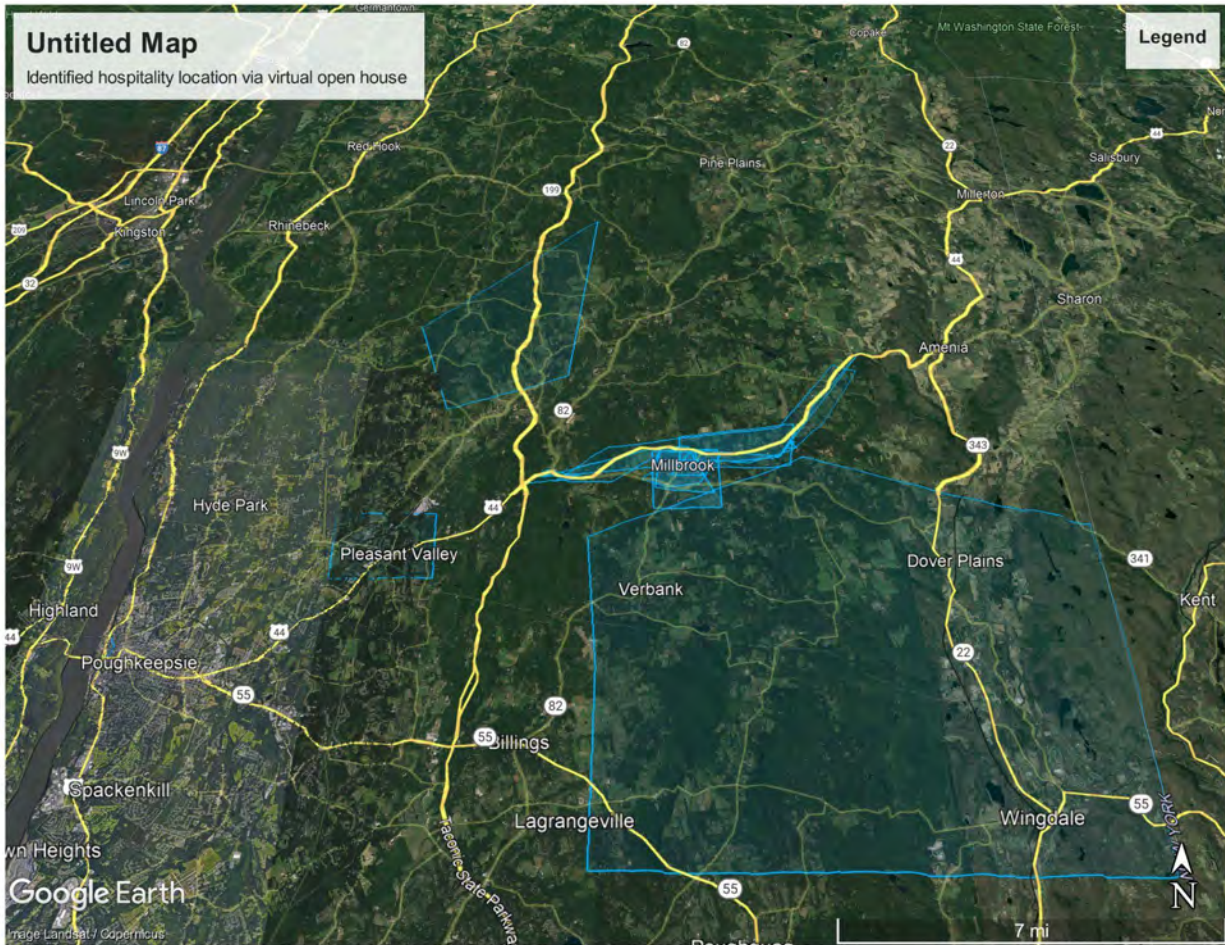 Untitled Map
Identified hospitality location via virtual open house
Legend
Germantown
82
Copake
Mt Washington State Forest
87
Red Hook
22
44
Salisbury
Pine Plains
Lincoln Park
199
Millerton
Kingston
Rhinebeck
209
32
44
Sharon
Amenia
82
9W
343
Millbrook
Hyde Park
44
Pleasant Valley
9W
341
Dover Plains
Verbank
Kent
Highland
44
44
Poughkeepsie
22
55
82
55
Billings
Spackenkill
55
Wingdale
Lagrangeville
Taconic State Parkwa
YORK
wn Heights
Google Earth
55
N
Image Landsat / Copernicus
7 mi